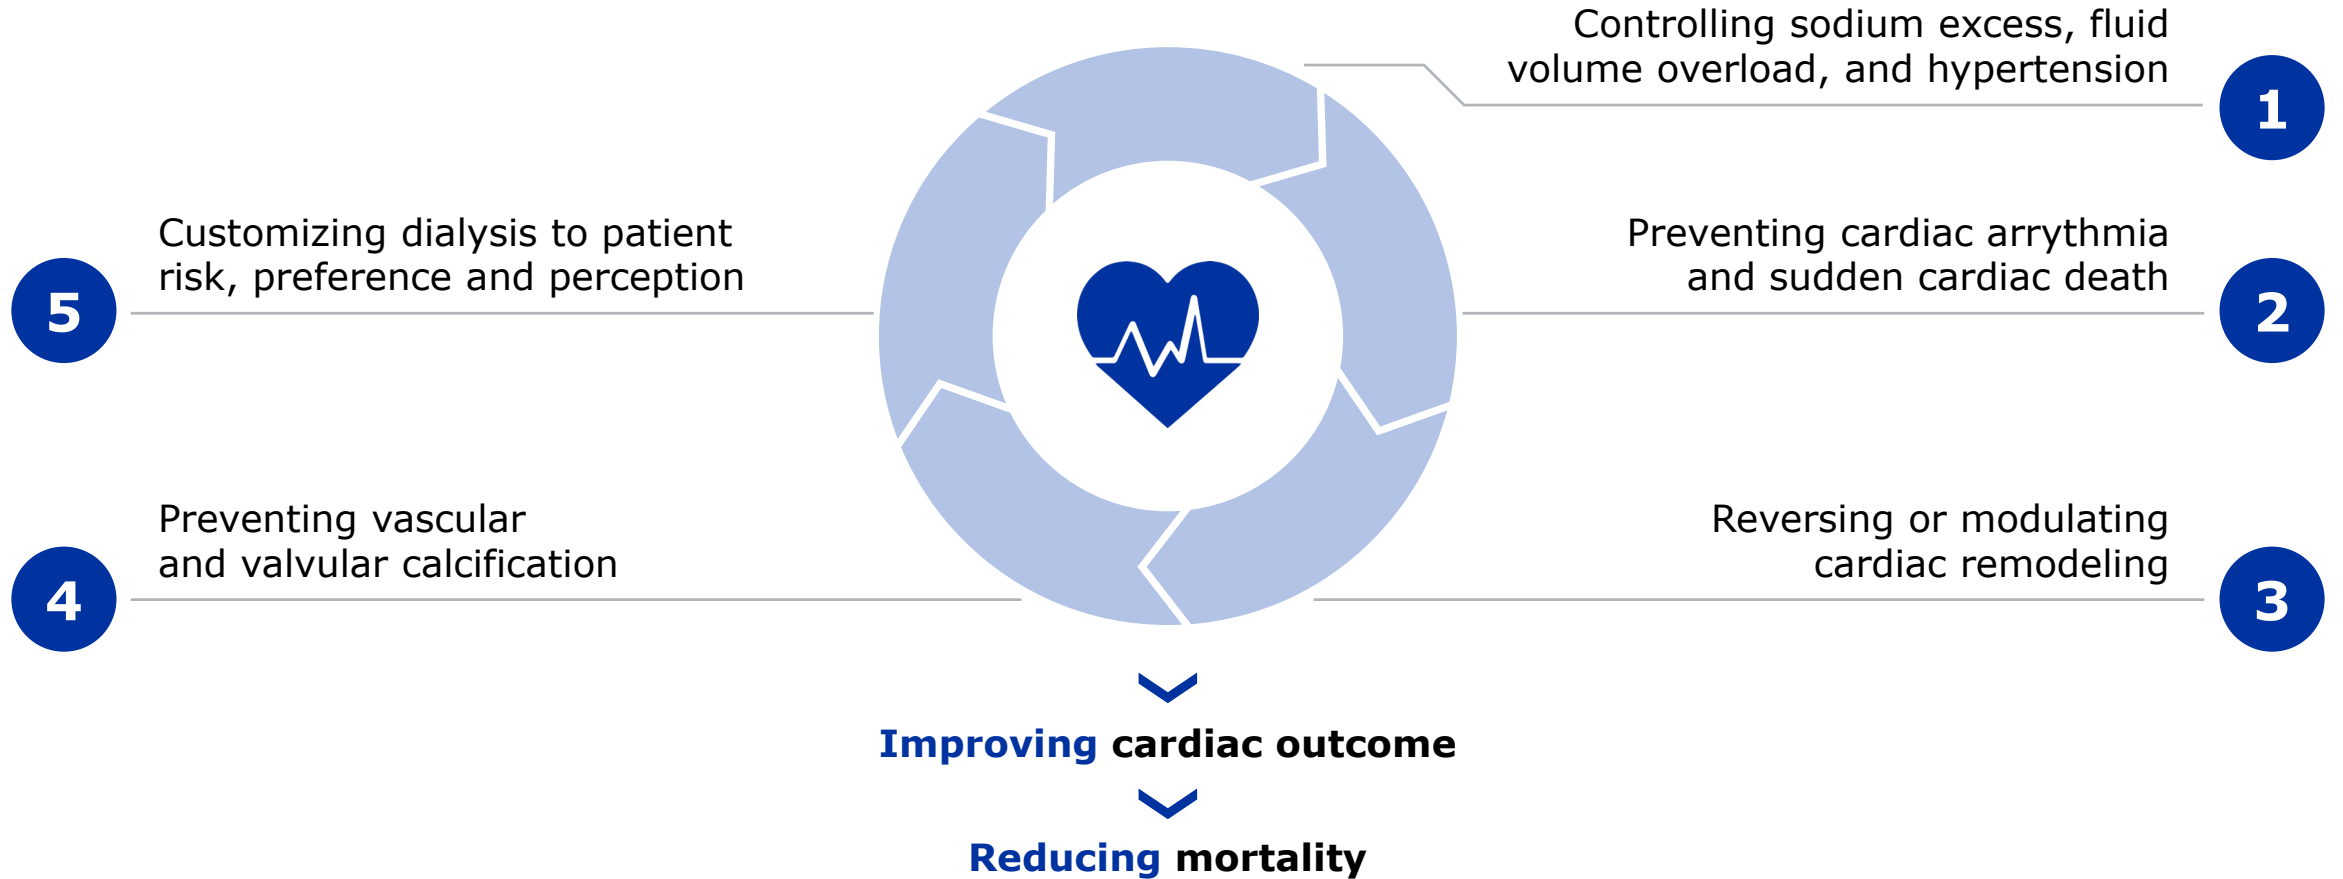 Controlling sodium excess, fluid
volume overload, and hypertension
1
Preventing cardiac arrythmia
and sudden cardiac death
2
Reversing or modulating
cardiac remodeling
3
Preventing vascular
and valvular calcification
4
Customizing dialysis to patient
risk, preference and perception
5
Improving cardiac outcome
Reducing mortality